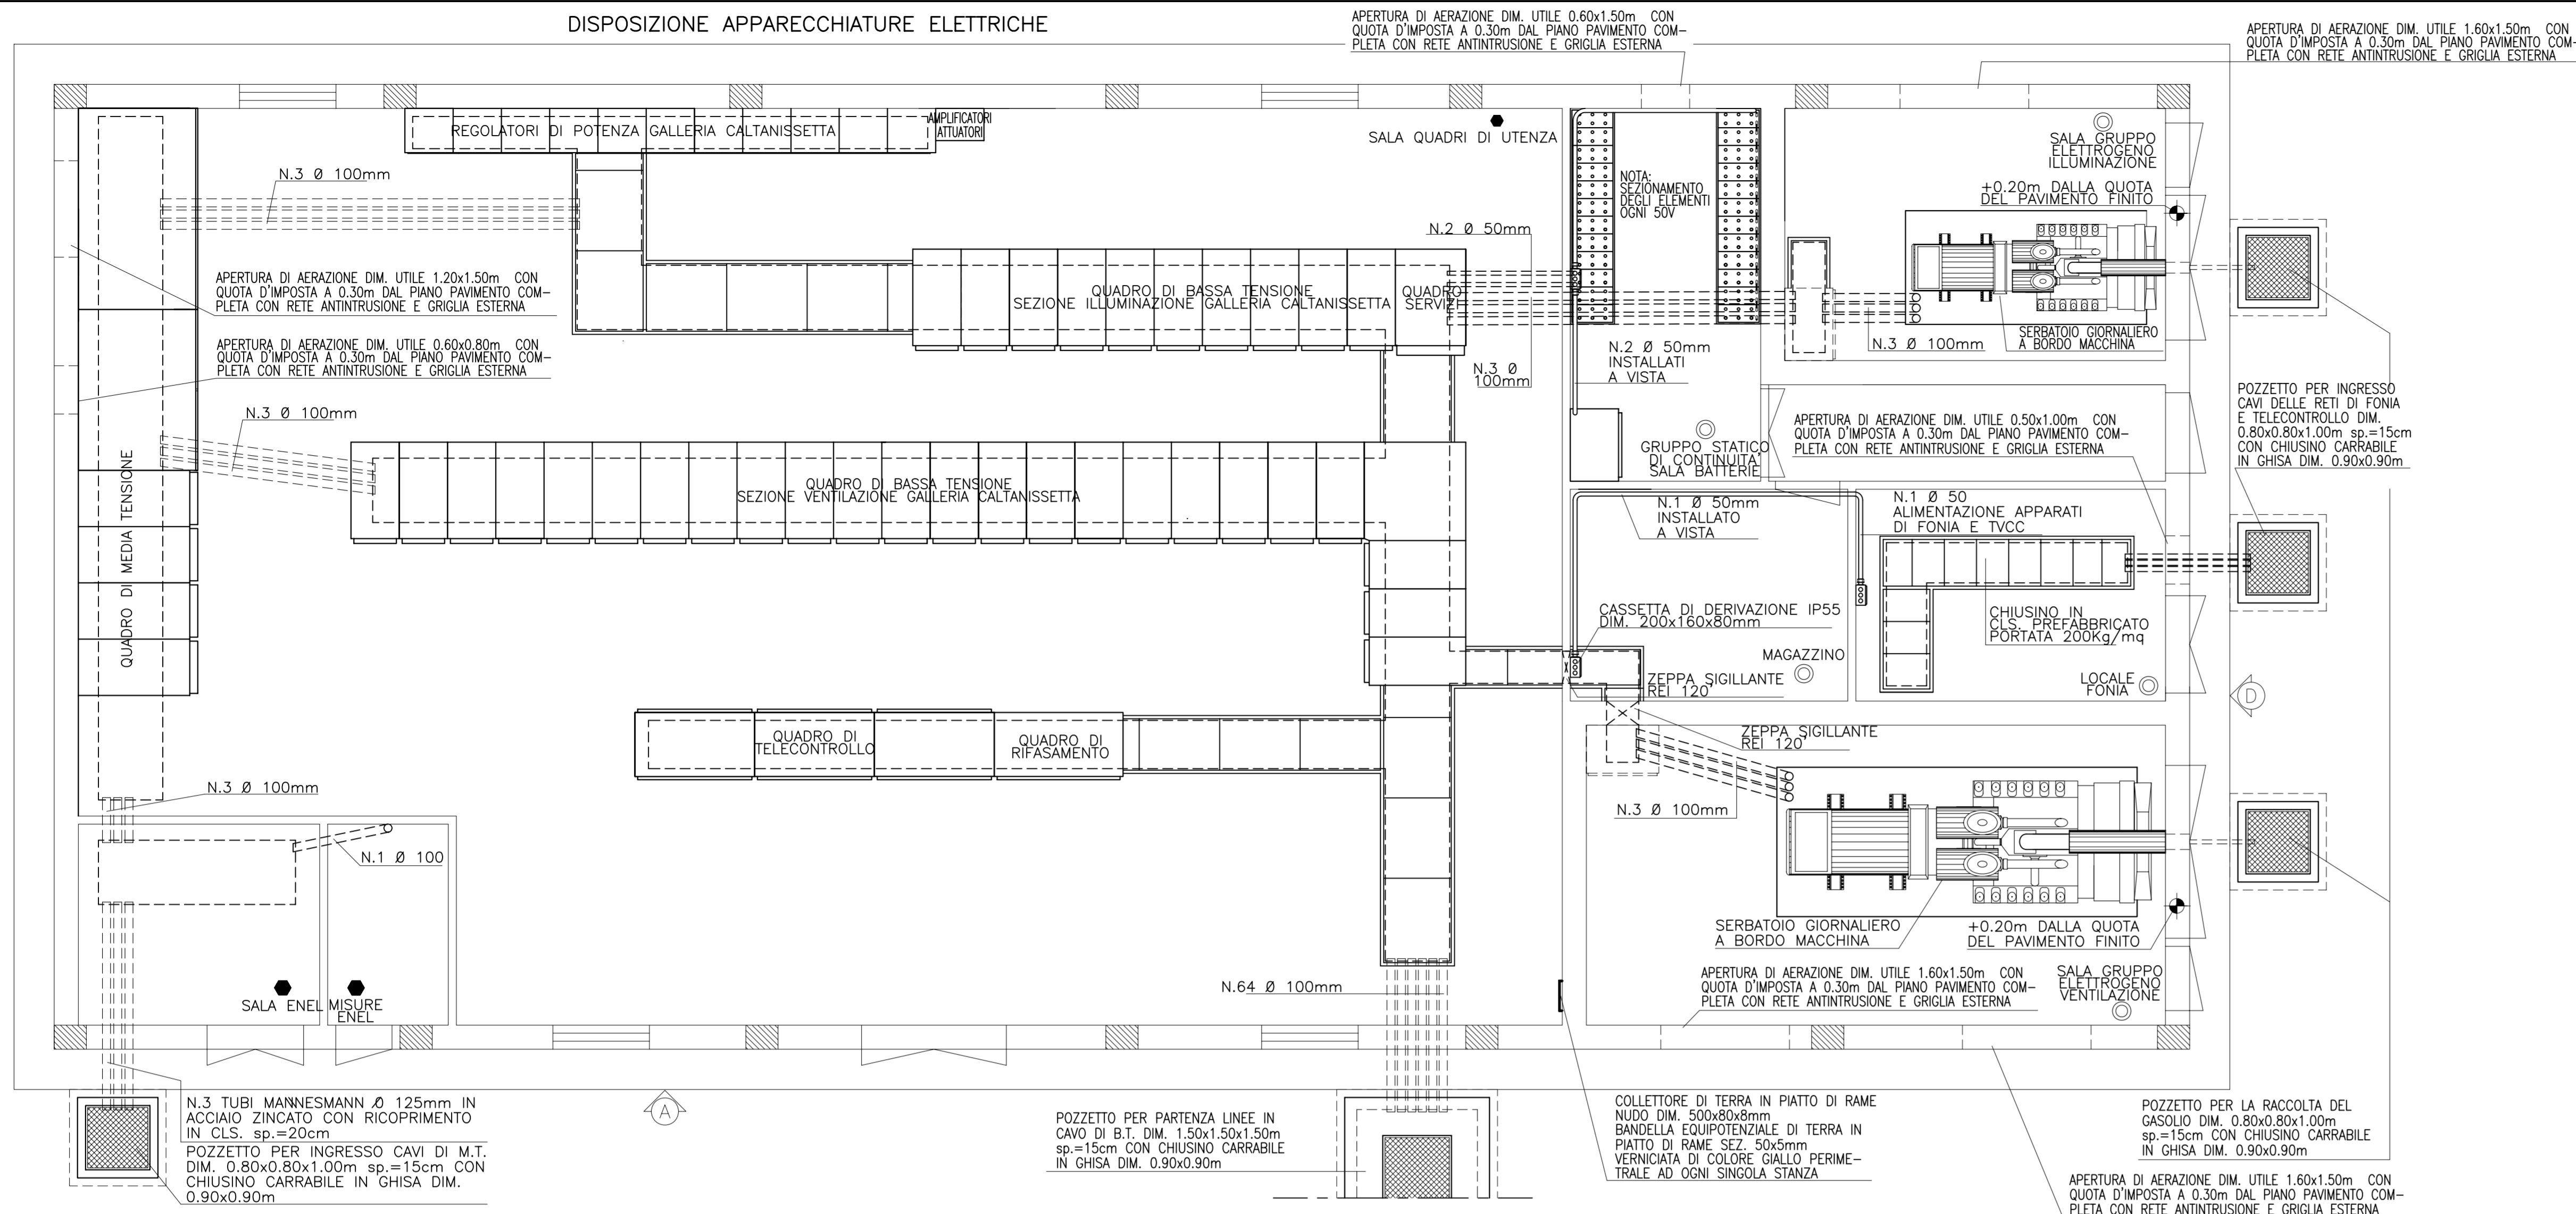 DISPOSIZIONE APPARECCHIATURE ELETTRICHE
APERTURA DI AERAZIONE DIM. UTILE 0.60x1.50m CON
QUOTA D'IMPOSTA A 0.30m DAL PIANO PAVIMENTO COM-
PLETA CON RETE ANTINTRUSIONE E GRIGLIA ESTERNA
APERTURA DI AERAZIONE DIM. UTILE 1.60x1.50m CON
QUOTA D'IMPOSTA A 0.30m DAL PIANO PAVIMENTO COM-
PLETA CON RETE ANTINTRUSIONE E GRIGLIA ESTERNA
REGOLATORI DI POTENZA GALLERIA CALTANISSETTA
AMPLIFICATORI
ATTUATORI
SALA QUADRI DI UTENZA
SALA GRUPPO
ELETTROGENO
ILLUMINAZIONE
N.3 Ø 100mm
NOTA:
SEZIONAMENTO
DEGLI ELEMENTI
OGNI 50V
+0.20m DALLA QUOTA
DEL PAVIMENTO FINITO
N.2 Ø 50mm
APERTURA DI AERAZIONE DIM. UTILE 1.20x1.50m CON
QUOTA D'IMPOSTA A 0.30m DAL PIANO PAVIMENTO COM-
PLETA CON RETE ANTINTRUSIONE E GRIGLIA ESTERNA
QUADRO DI BASSA TENSIONE
SEZIONE ILLUMINAZIONE GALLERIA CALTANISSETTA
QUADRO
SERVIZI
SERBATOIO GIORNALIERO
A BORDO MACCHINA
N.3 Ø 100mm
APERTURA DI AERAZIONE DIM. UTILE 0.60x0.80m CON
QUOTA D'IMPOSTA A 0.30m DAL PIANO PAVIMENTO COM-
PLETA CON RETE ANTINTRUSIONE E GRIGLIA ESTERNA
N.2 Ø 50mm
INSTALLATI
A VISTA
N.3 Ø
100mm
POZZETTO PER INGRESSO
CAVI DELLE RETI DI FONIA
E TELECONTROLLO DIM.
0.80x0.80x1.00m sp.=15cm
CON CHIUSINO CARRABILE
IN GHISA DIM. 0.90x0.90m
N.3 Ø 100mm
APERTURA DI AERAZIONE DIM. UTILE 0.50x1.00m CON
QUOTA D'IMPOSTA A 0.30m DAL PIANO PAVIMENTO COM-
PLETA CON RETE ANTINTRUSIONE E GRIGLIA ESTERNA
GRUPPO STATICO
DI CONTINUITA'
SALA BATTERIE
QUADRO DI MEDIA TENSIONE
QUADRO DI BASSA TENSIONE
SEZIONE VENTILAZIONE GALLERIA CALTANISSETTA
N.1 Ø 50mm
INSTALLATO
A VISTA
N.1 Ø 50
ALIMENTAZIONE APPARATI
DI FONIA E TVCC
CASSETTA DI DERIVAZIONE IP55
DIM. 200x160x80mm
CHIUSINO IN
CLS. PREFABBRICATO
PORTATA 200Kg/mq
MAGAZZINO
ZEPPA SIGILLANTE
REI 120'
LOCALE
FONIA
D
QUADRO DI
TELECONTROLLO
QUADRO DI
RIFASAMENTO
ZEPPA SIGILLANTE
REI 120'
N.3 Ø 100mm
N.3 Ø 100mm
N.1 Ø 100
SERBATOIO GIORNALIERO
A BORDO MACCHINA
+0.20m DALLA QUOTA
DEL PAVIMENTO FINITO
N.64 Ø 100mm
APERTURA DI AERAZIONE DIM. UTILE 1.60x1.50m CON
QUOTA D'IMPOSTA A 0.30m DAL PIANO PAVIMENTO COM-
PLETA CON RETE ANTINTRUSIONE E GRIGLIA ESTERNA
SALA GRUPPO
ELETTROGENO
VENTILAZIONE
SALA ENEL
MISURE
ENEL
A
N.3 TUBI MANNESMANN Ø 125mm IN
ACCIAIO ZINCATO CON RICOPRIMENTO
IN CLS. sp.=20cm
POZZETTO PER INGRESSO CAVI DI M.T.
DIM. 0.80x0.80x1.00m sp.=15cm CON
CHIUSINO CARRABILE IN GHISA DIM.
0.90x0.90m
POZZETTO PER PARTENZA LINEE IN
CAVO DI B.T. DIM. 1.50x1.50x1.50m
sp.=15cm CON CHIUSINO CARRABILE
IN GHISA DIM. 0.90x0.90m
COLLETTORE DI TERRA IN PIATTO DI RAME
NUDO DIM. 500x80x8mm
BANDELLA EQUIPOTENZIALE DI TERRA IN
PIATTO DI RAME SEZ. 50x5mm
VERNICIATA DI COLORE GIALLO PERIME-
TRALE AD OGNI SINGOLA STANZA
POZZETTO PER LA RACCOLTA DEL
GASOLIO DIM. 0.80x0.80x1.00m
sp.=15cm CON CHIUSINO CARRABILE
IN GHISA DIM. 0.90x0.90m
APERTURA DI AERAZIONE DIM. UTILE 1.60x1.50m CON
QUOTA D'IMPOSTA A 0.30m DAL PIANO PAVIMENTO COM-
PLETA CON RETE ANTINTRUSIONE E GRIGLIA ESTERNA